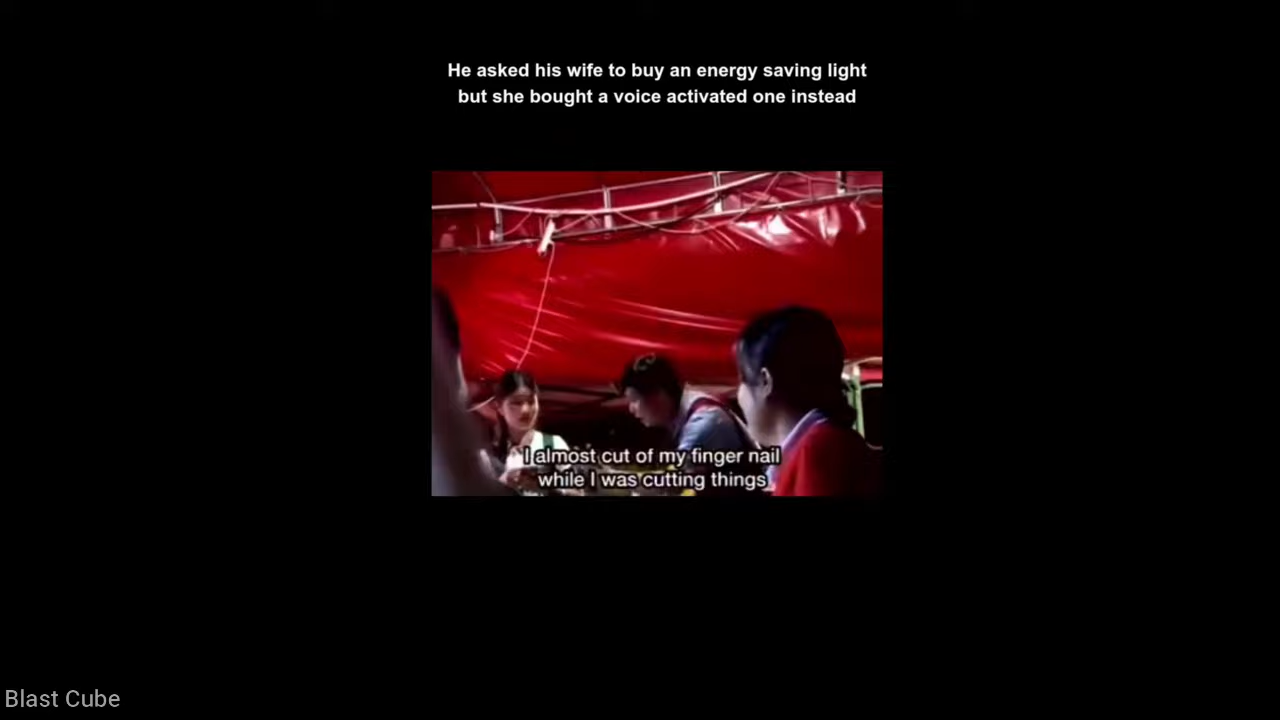 He asked his wife to buy an energy saving light
but she bought a voice activated one instead
I almost cut of my finger nail
while I was cutting things
Blast Cube